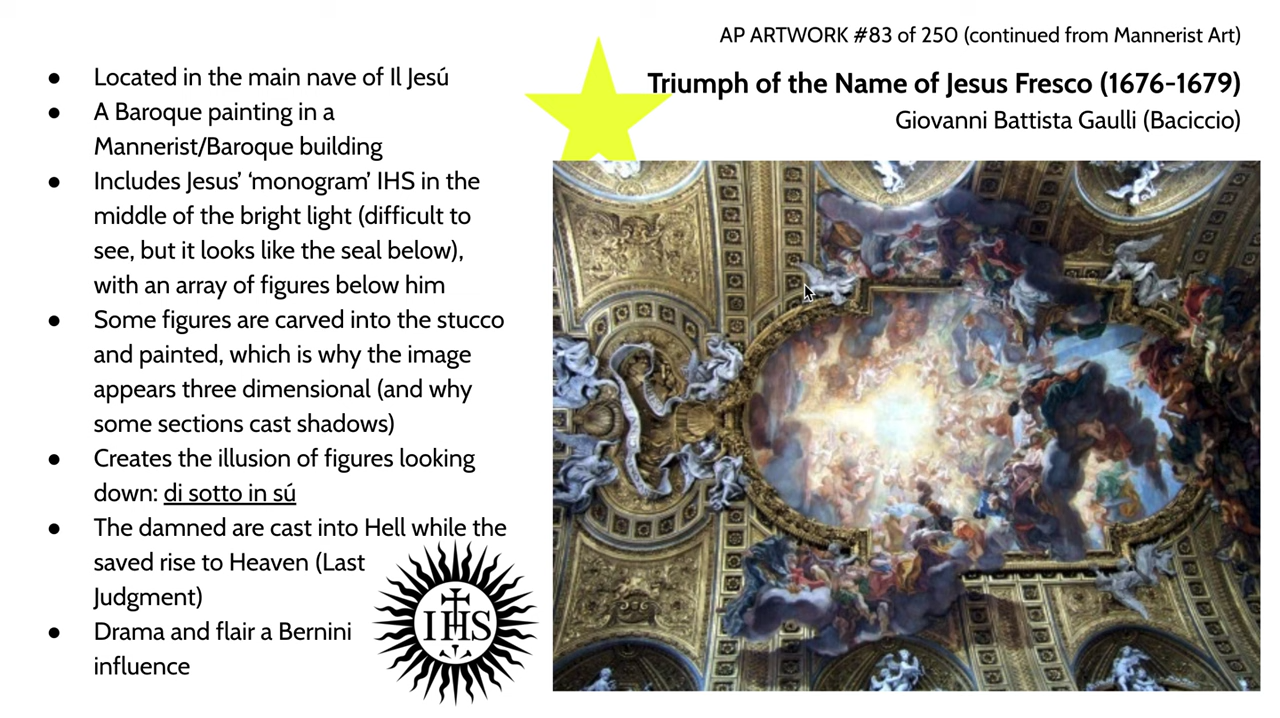 AP ARTWORK #83 of 250 (continued from Mannerist Art)
Triumph of the Name of Jesus Fresco (1676-1679)
Giovanni Battista Gaulli (Baciccio)
● Located in the main nave of Il Jesú
● A Baroque painting in a
Mannerist/Baroque building
● Includes Jesus’ ‘monogram’ IHS in the
middle of the bright light (difficult to
see, but it looks like the seal below),
with an array of figures below him
● Some figures are carved into the stucco
and painted, which is why the image
appears three dimensional (and why
some sections cast shadows)
● Creates the illusion of figures looking
down: di sotto in sú
● The damned are cast into Hell while the
saved rise to Heaven (Last
Judgment)
● Drama and flair a Bernini
influence
IHS